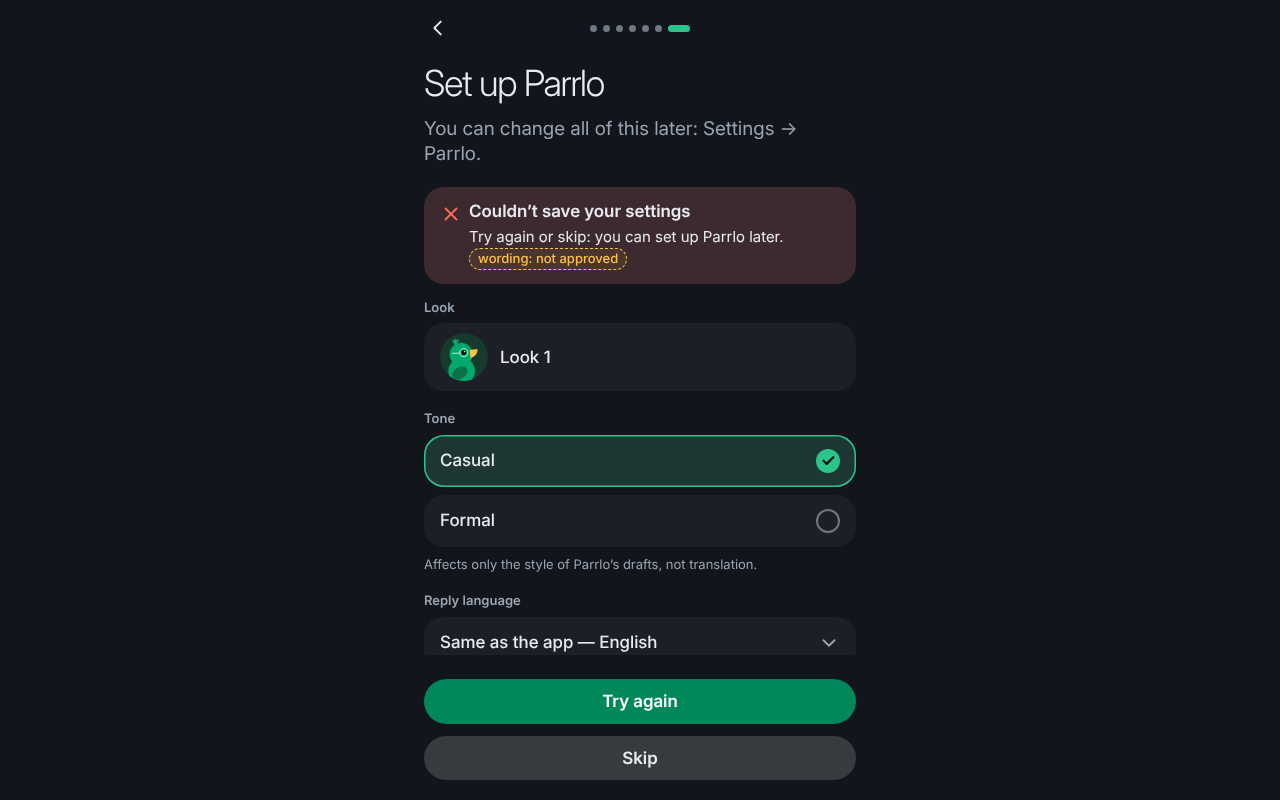 Set up Parrlo
You can change all of this later: Settings →
Parrlo.
Couldn’t save your settings
Try again or skip: you can set up Parrlo later.
wording: not approved
Look
Look 1
Tone
Casual
Formal
Affects only the style of Parrlo’s drafts, not translation.
Reply language
Same as the app — English
Try again
Skip